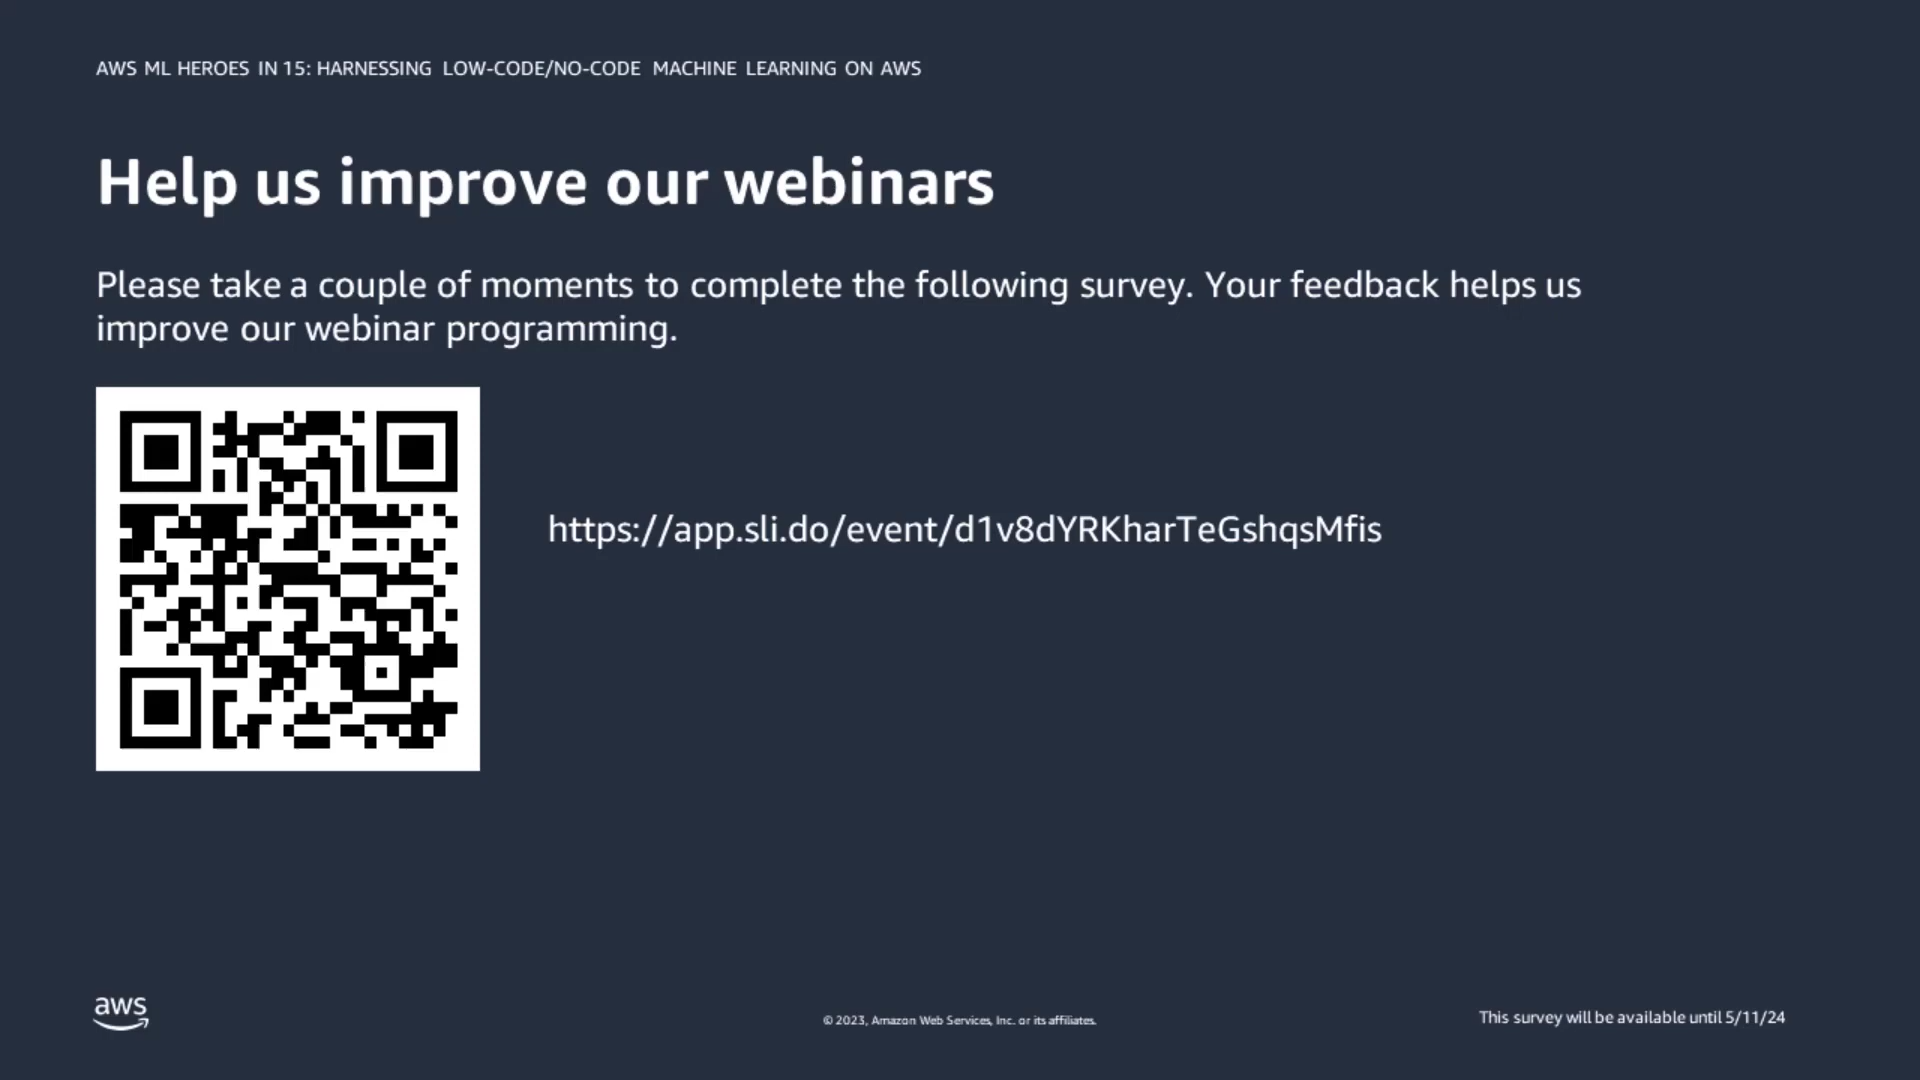 AWS ML HEROES IN 15: HARNESSING LOW-CODE/NO-CODE MACHINE LEARNING ON AWS
Help us improve our webinars
Please take a couple of moments to complete the following survey. Your feedback helps us
improve our webinar programming.
https://app.sli.do/event/d1v8dYRKharTeGshqsMfis
aws
© 2023, Amazon Web Services, Inc. or its affiliates.
This survey will be available until 5/11/24